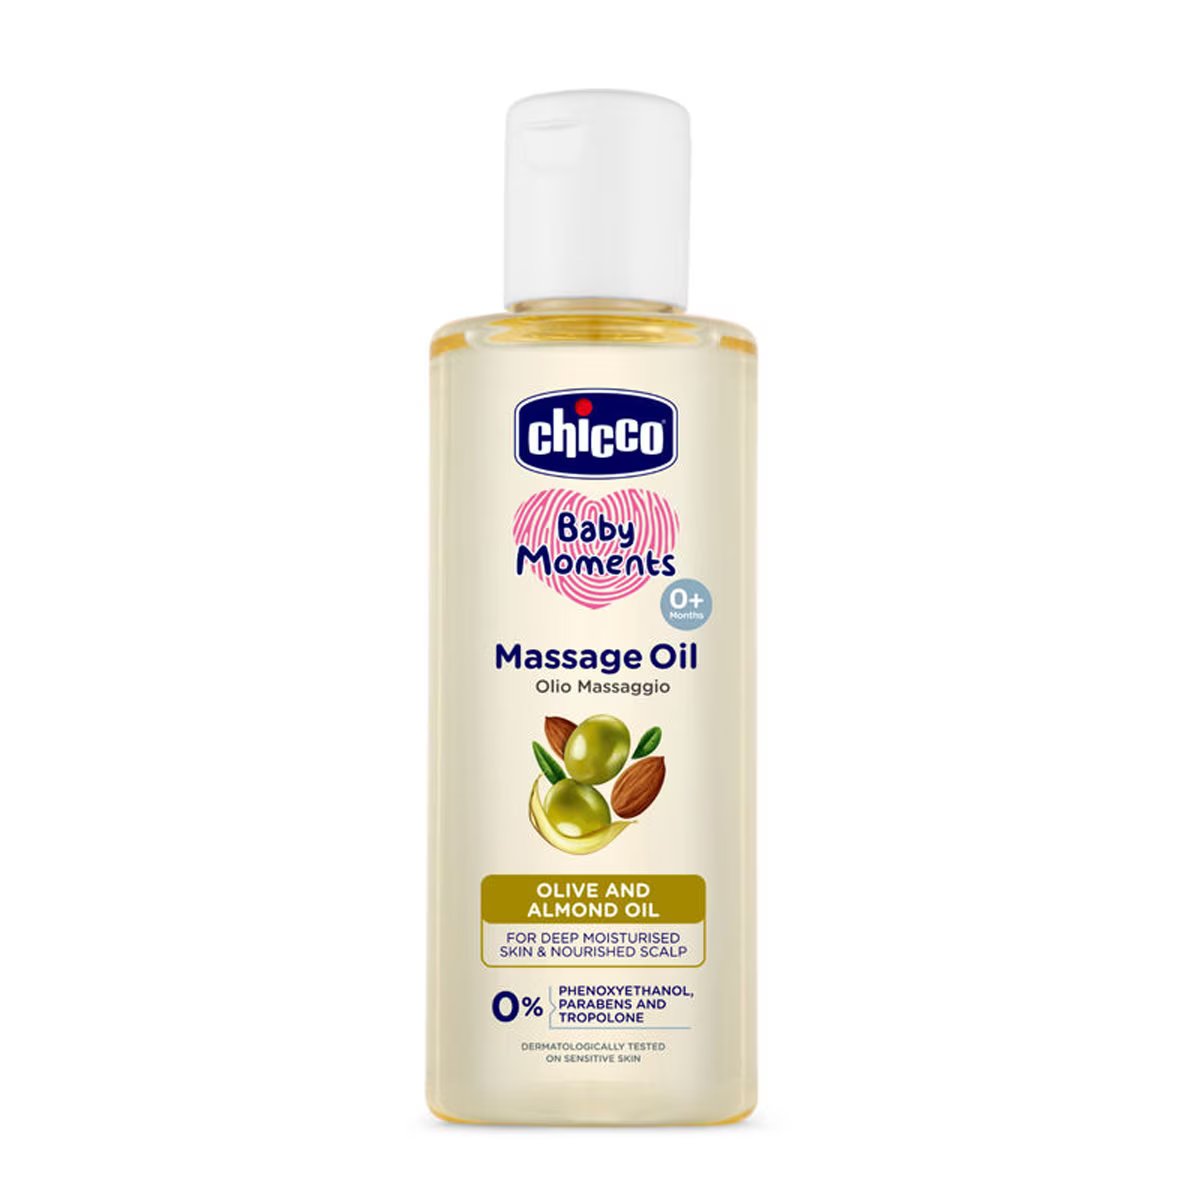 chicco
Baby
Moments
0+
Months
Massage Oil
Olio Massaggio
OLIVE AND
ALMOND OIL
FOR DEEP MOISTURISED
SKIN & NOURISHED SCALP
0%
PHENOXYETHANOL,
PARABENS AND
TROPOLONE
DERMATOLOGICALLY TESTED
ON SENSITIVE SKIN